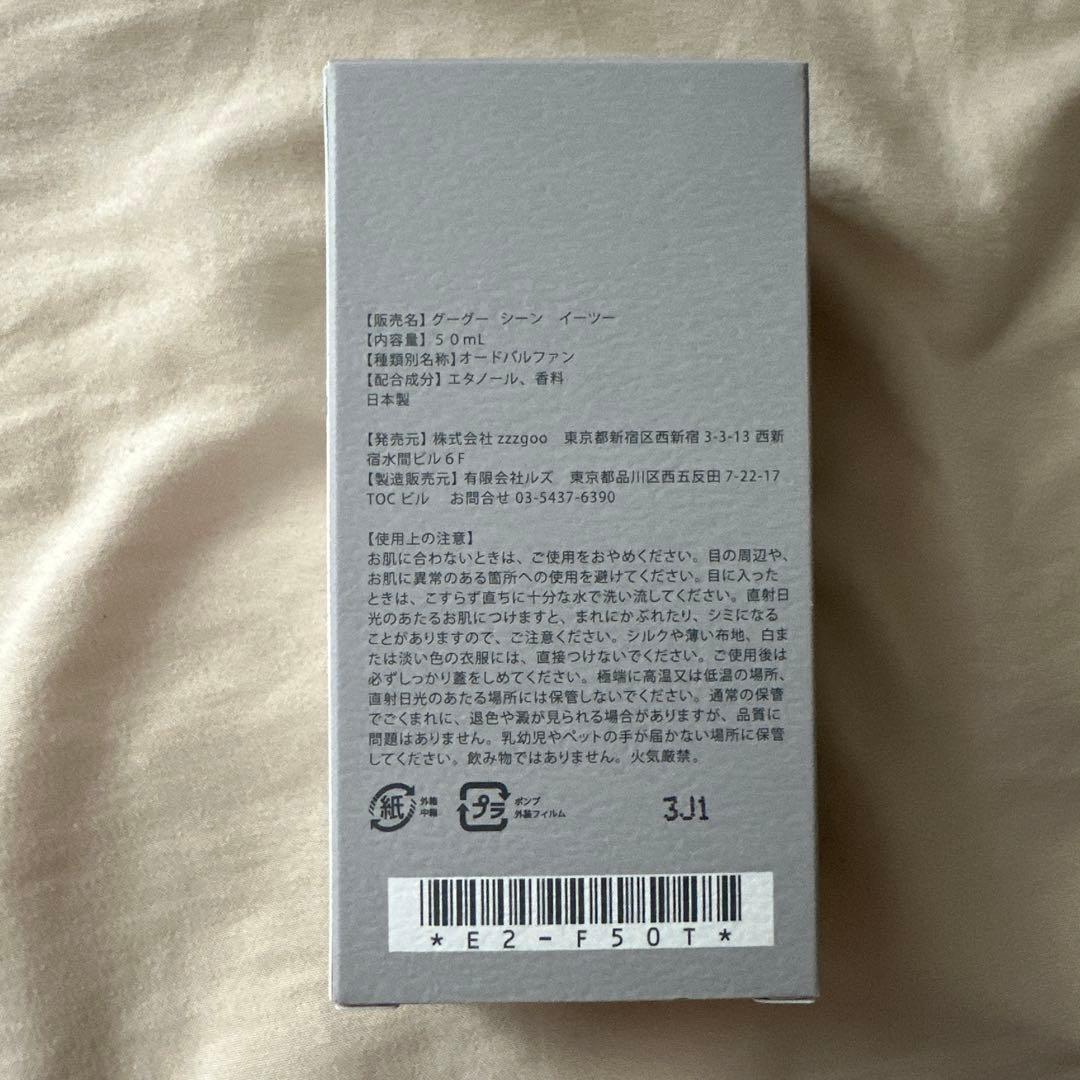 【販売名】グーグー シーン イーツー
【内容量】５０mL
【種類別名称】オードパルファン
【配合成分】エタノール、香料
日本製
【発売元】株式会社 zzzgoo 東京都新宿区西新宿 3-3-13 西新
宿水間ビル６F
【製造販売元】有限会社ルズ 東京都品川区西五反田 7-22-17
TOC ビル お問合せ 03-5437-6390
【使用上の注意】
お肌に合わないときは、ご使用をおやめください。目の周辺や、
お肌に異常のある箇所への使用を避けてください。目に入った
ときは、こすらず直ちに十分な水で洗い流してください。直射日
光のあたるお肌につけますと、まれにかぶれたり、シミになる
ことがありますので、ご注意ください。シルクや薄い布地、白ま
たは淡い色の衣服には、直接つけないでください。ご使用後は
必ずしっかり蓋をしめてください。極端に高温又は低温の場所、
直射日光のあたる場所には保管しないでください。通常の保管
でごくまれに、退色や澱が見られる場合がありますが、品質に
問題はありません。乳幼児やペットの手が届かない場所に保管
してください。飲み物ではありません。火気厳禁。
紙 外箱
中箱
プラ ポンプ
外装フィルム
3J1
*E2-F50T*